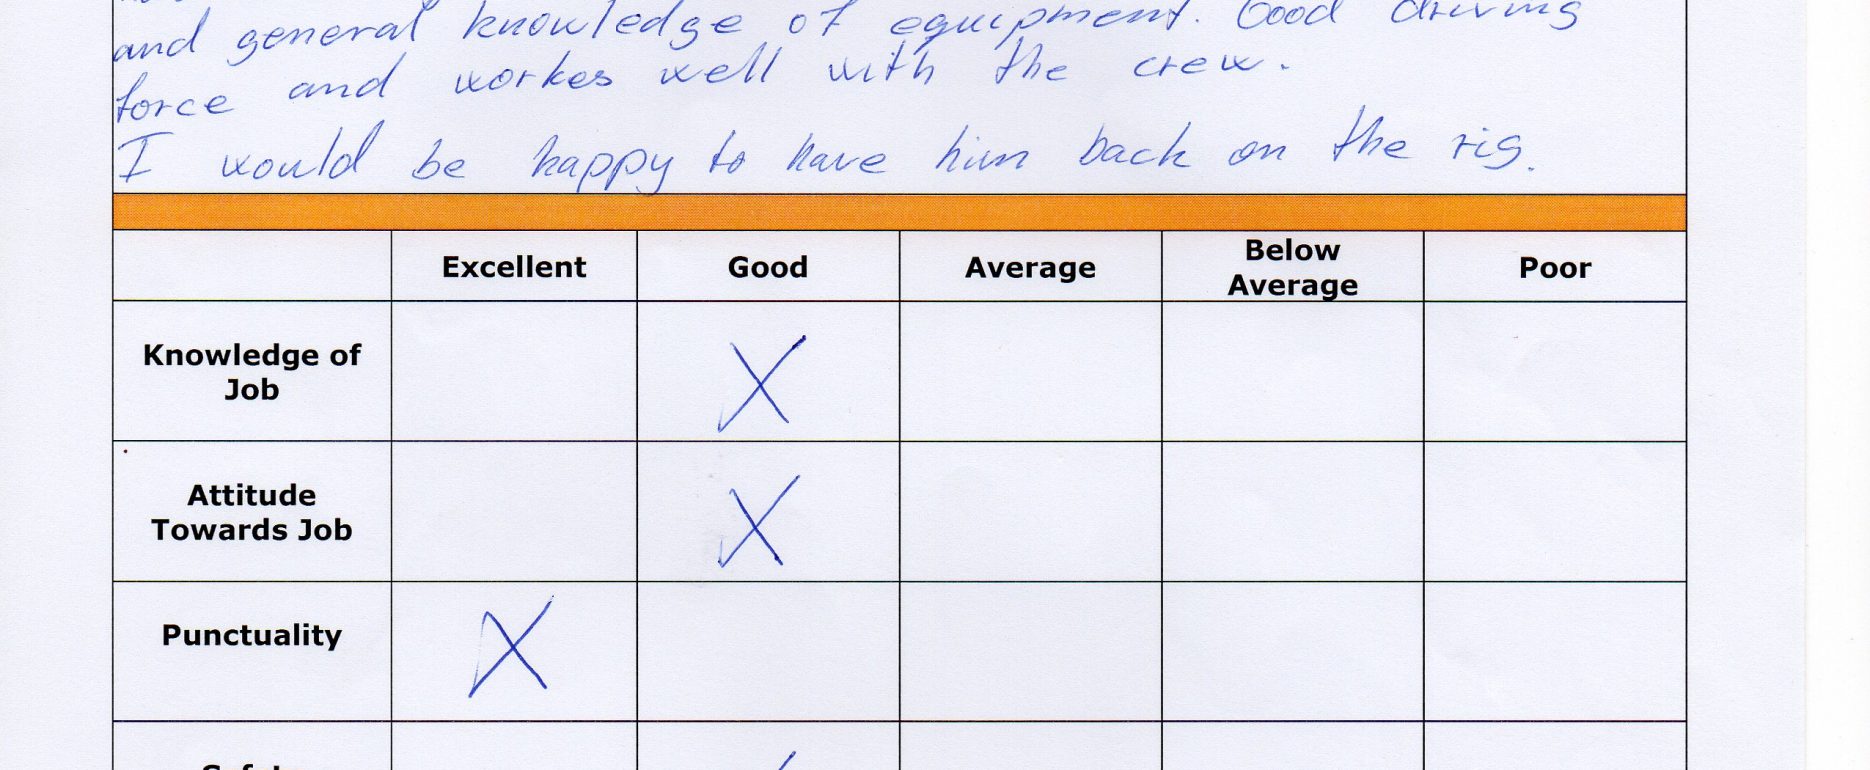 and general knowledge of equipment. Good driving
force and workes well with the crew.
I would be happy to have him back on the rig.
Excellent Good Average Below Average Poor
Knowledge of
Job
Attitude
Towards Job
Punctuality
Safety